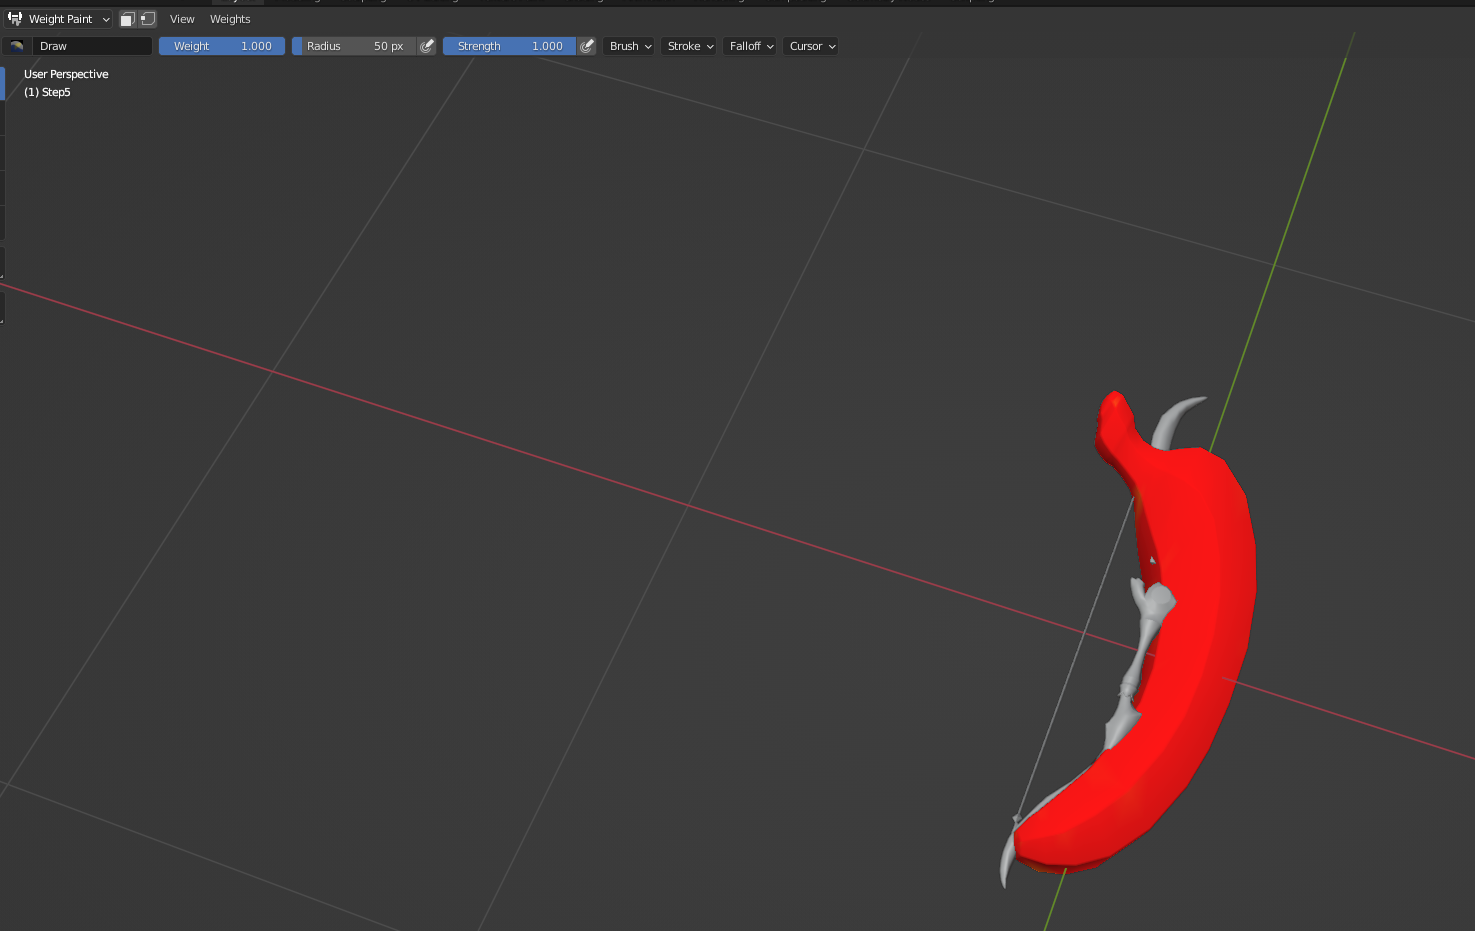 Weight Paint View Weights
Draw Weight 1.000 Radius 50 px Strength 1.000 Brush Stroke Falloff Cursor
User Perspective
(1) Step5